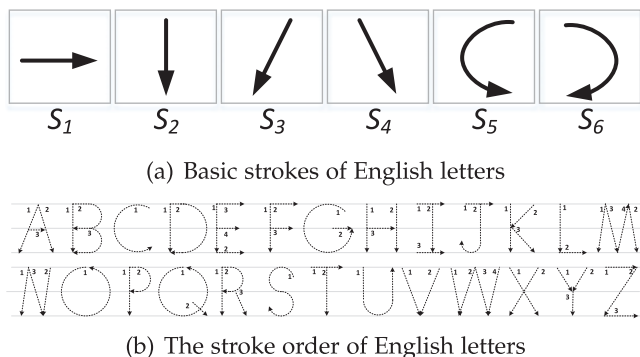 S₁ S₂ S₃ S₄ S₅ S₆
(a) Basic strokes of English letters
A B C D E F G H I J K L M
N O P Q R S T U V W X Y Z
(b) The stroke order of English letters